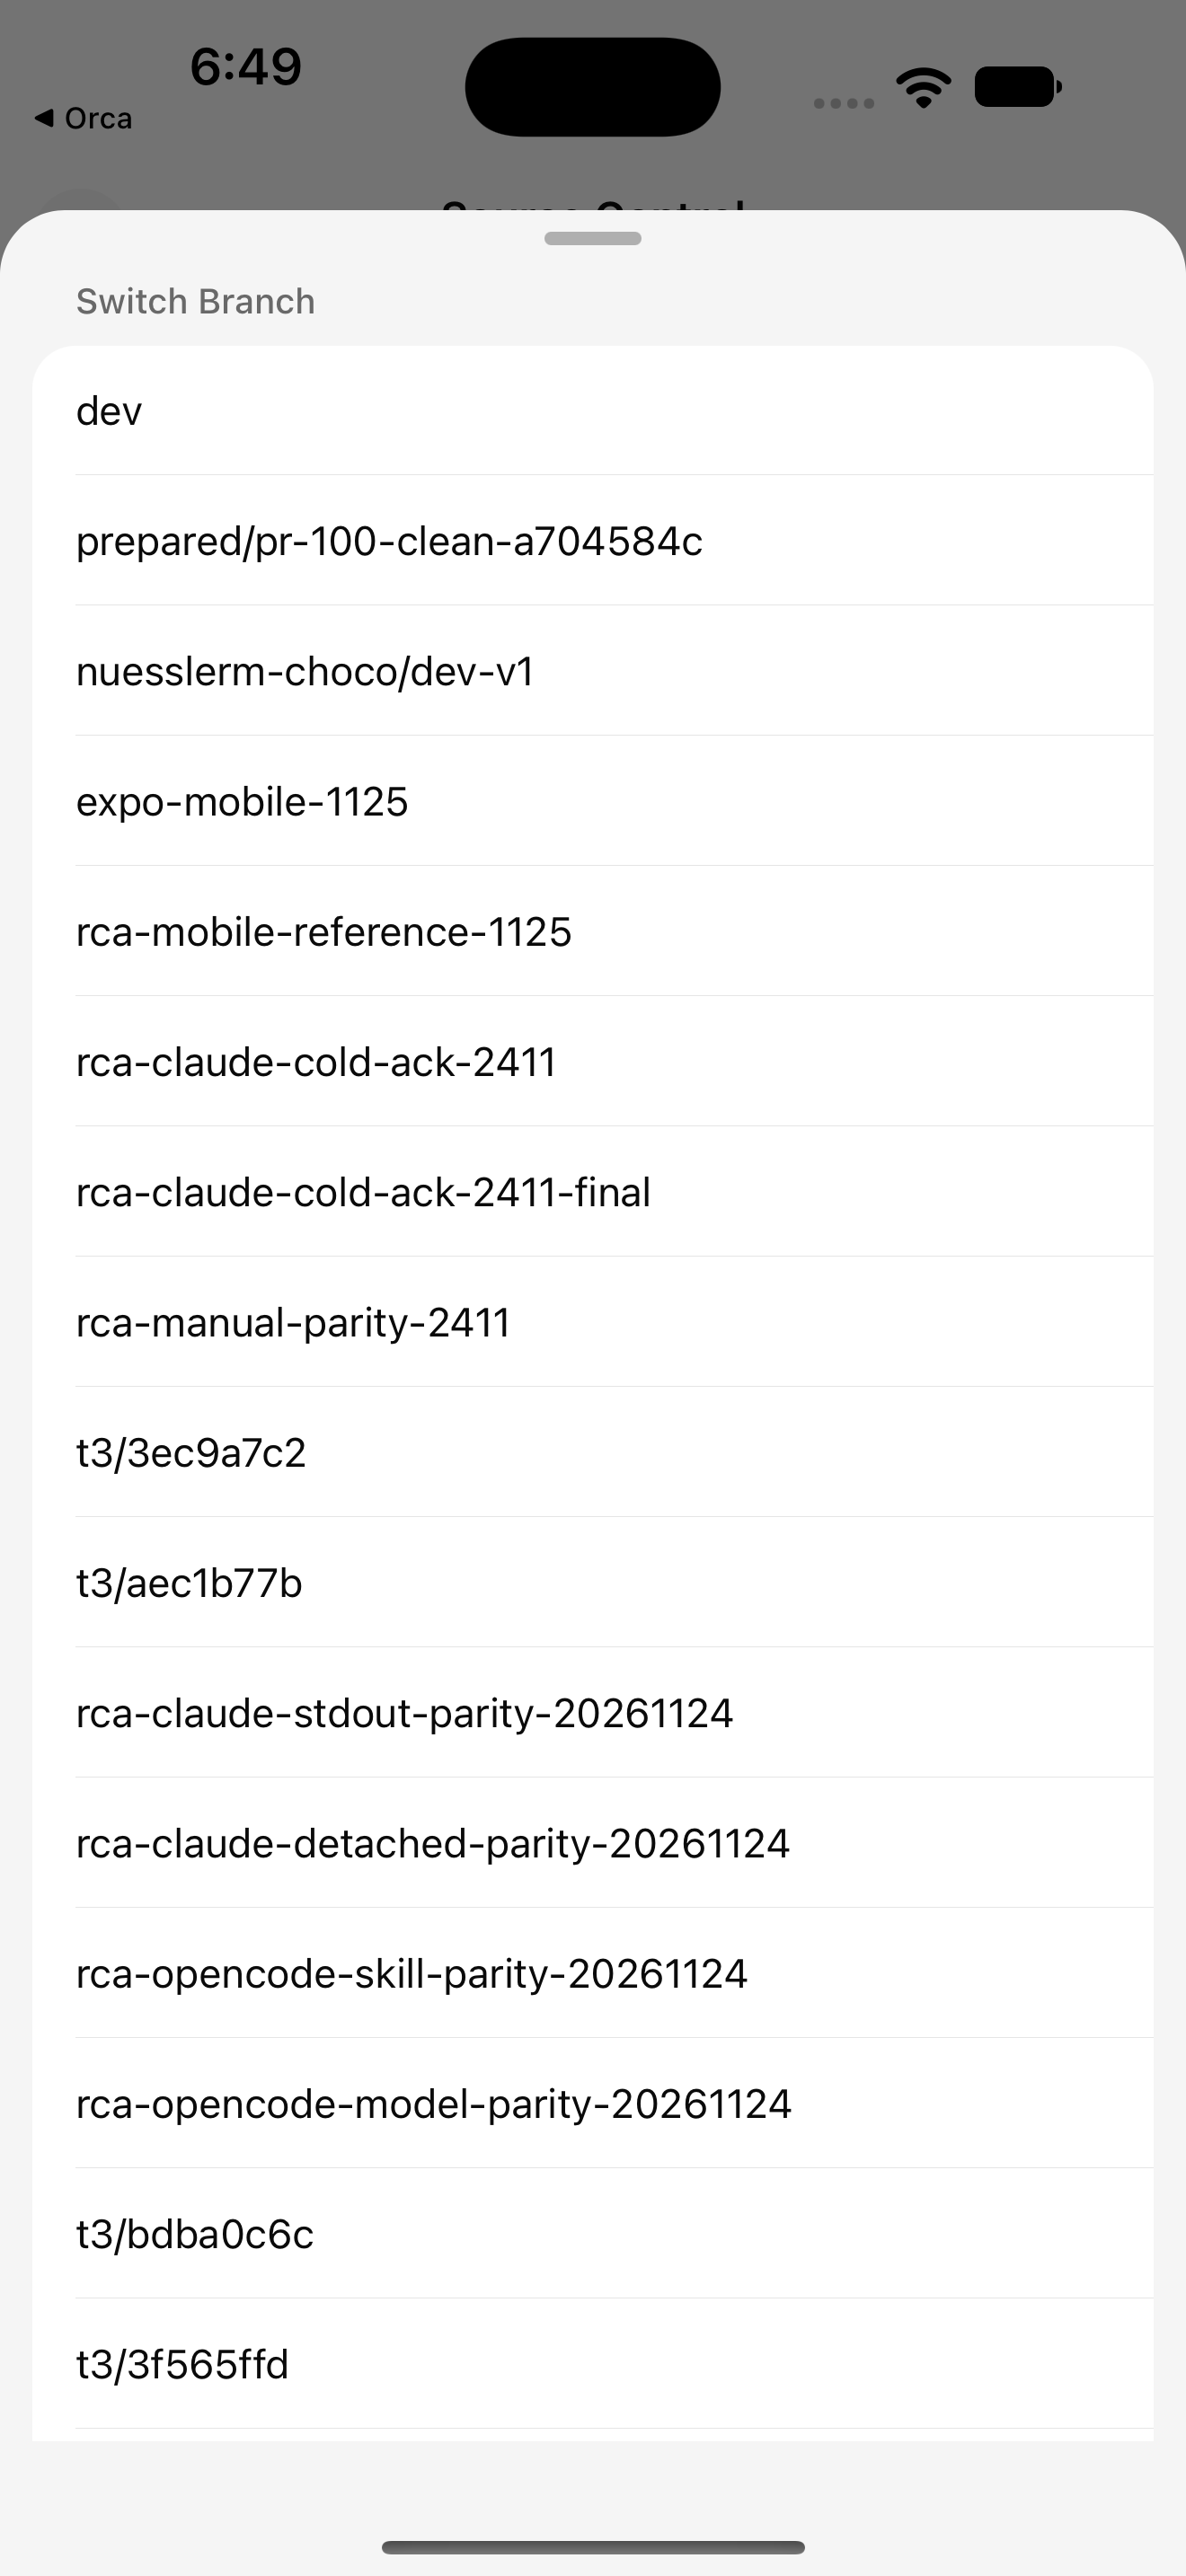 6:49
◀ Orca
Source Control
Switch Branch
dev
prepared/pr-100-clean-a704584c
nuesslerm-choco/dev-v1
expo-mobile-1125
rca-mobile-reference-1125
rca-claude-cold-ack-2411
rca-claude-cold-ack-2411-final
rca-manual-parity-2411
t3/3ec9a7c2
t3/aec1b77b
rca-claude-stdout-parity-20261124
rca-claude-detached-parity-20261124
rca-opencode-skill-parity-20261124
rca-opencode-model-parity-20261124
t3/bdba0c6c
t3/3f565ffd